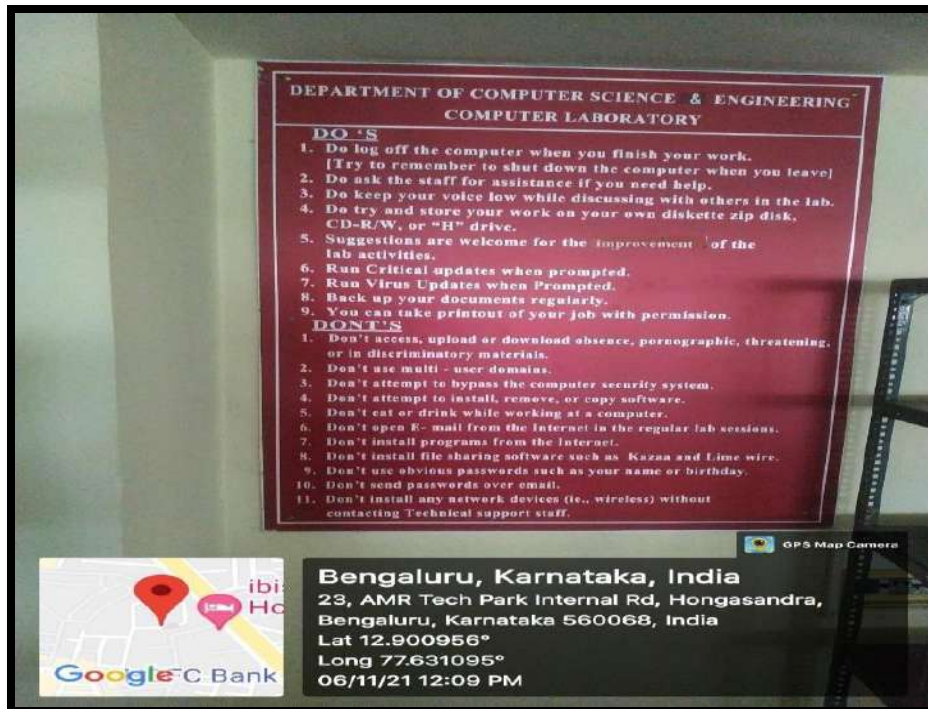 DEPARTMENT OF COMPUTER SCIENCE & ENGINEERING
COMPUTER LABORATORY
DO 'S
1. Do log off the computer when you finish your work.
[Try to remember to shut down the computer when you leave]
2. Do ask the staff for assistance if you need help.
3. Do keep your voice low while discussing with others in the lab.
4. Do try and store your work on your own diskette zip disk,
CD-R/W, or "H" drive.
5. Suggestions are welcome for the improvement of the
lab activities.
6. Run Critical updates when prompted.
7. Run Virus Updates when Prompted.
8. Back up your documents regularly.
9. You can take printout of your job with permission.
DONT'S
1. Don't access, upload or download absence, pornographic, threatening,
or in discriminatory materials.
2. Don't use multi - user domains.
3. Don't attempt to bypass the computer security system.
4. Don't attempt to install, remove, or copy software.
5. Don't eat or drink while working at a computer.
6. Don't open E- mail from the Internet in the regular lab sessions.
7. Don't install programs from the Internet.
8. Don't install file sharing software such as Kazaa and Lime wire.
9. Don't use obvious passwords such as your name or birthday.
10. Don't send passwords over email.
11. Don't install any network devices (ie., wireless) without
contacting Technical support staff.
GPS Map Camera
ibi
Ho
Google
FC Bank
Bengaluru, Karnataka, India
23, AMR Tech Park Internal Rd, Hongasandra,
Bengaluru, Karnataka 560068, India
Lat 12.900956°
Long 77.631095°
06/11/21 12:09 PM